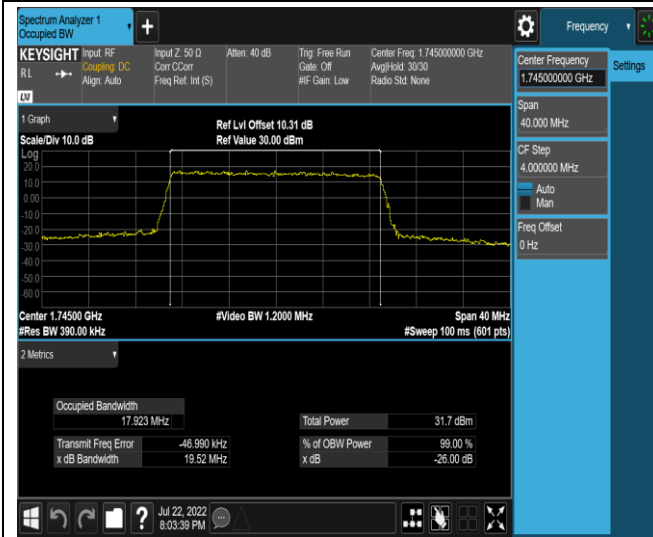 Spectrum Analyzer 1
Occupied BW
+
Frequency
KEYSIGHT
RL
LXI
Input: RF
Coupling: DC
Align: Auto
Input Z: 50 Ω
Corr CCorr
Freq Ref: Int (S)
Atten: 40 dB
Trig: Free Run
Gate: Off
#IF Gain: Low
Center Freq: 1.745000000 GHz
Avg|Hold: 30/30
Radio Std: None
Center Frequency
1.745000000 GHz
Settings
Span
40.000 MHz
CF Step
4.000000 MHz
Auto
Man
Freq Offset
0 Hz
1 Graph
Scale/Div 10.0 dB
Ref Lvl Offset 10.31 dB
Ref Value 30.00 dBm
Log
20.0
10.0
0.00
-10.0
-20.0
-30.0
-40.0
-50.0
-60.0
Center 1.74500 GHz
#Video BW 1.2000 MHz
Span 40 MHz
#Res BW 390.00 kHz
#Sweep 100 ms (601 pts)
2 Metrics
Occupied Bandwidth
17.923 MHz
Total Power 31.7 dBm
Transmit Freq Error -46.990 kHz
% of OBW Power 99.00 %
x dB Bandwidth 19.52 MHz
x dB -26.00 dB
?
Jul 22, 2022
8:03:39 PM